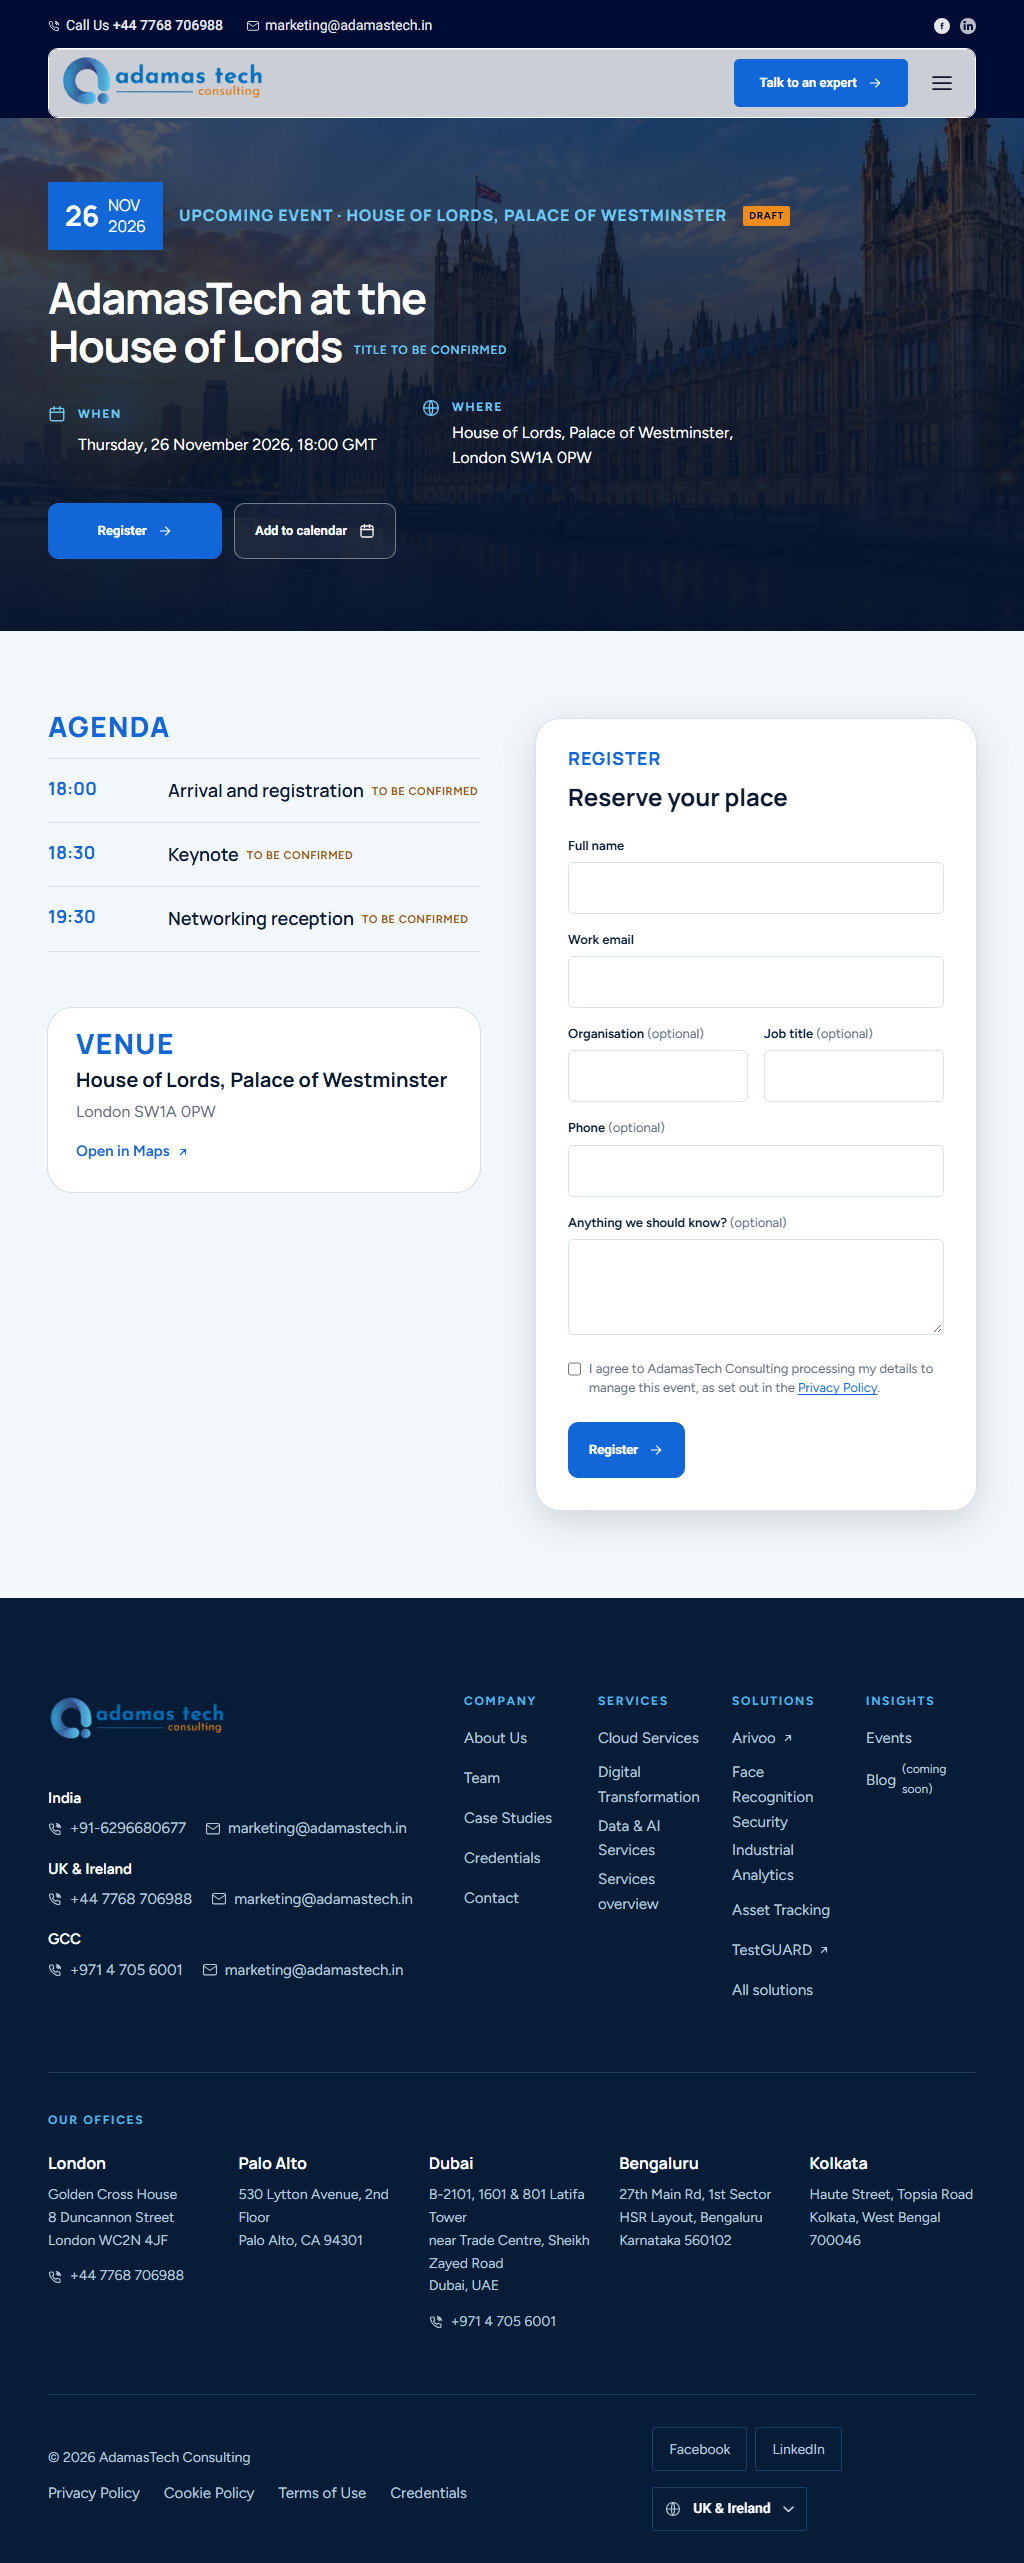 Call Us +44 7768 706988
marketing@adamastech.in
adamas tech
consulting
Talk to an expert
26 NOV 2026
UPCOMING EVENT · HOUSE OF LORDS, PALACE OF WESTMINSTER
DRAFT
AdamasTech at the
House of Lords TITLE TO BE CONFIRMED
WHEN
Thursday, 26 November 2026, 18:00 GMT
WHERE
House of Lords, Palace of Westminster,
London SW1A 0PW
Register
Add to calendar
AGENDA
18:00 Arrival and registration TO BE CONFIRMED
18:30 Keynote TO BE CONFIRMED
19:30 Networking reception TO BE CONFIRMED
VENUE
House of Lords, Palace of Westminster
London SW1A 0PW
Open in Maps
REGISTER
Reserve your place
Full name
Work email
Organisation (optional)
Job title (optional)
Phone (optional)
Anything we should know? (optional)
I agree to AdamasTech Consulting processing my details to
manage this event, as set out in the Privacy Policy.
Register
adamas tech
consulting
India
+91-6296680677 marketing@adamastech.in
UK & Ireland
+44 7768 706988 marketing@adamastech.in
GCC
+971 4 705 6001 marketing@adamastech.in
COMPANY
About Us
Team
Case Studies
Credentials
Contact
SERVICES
Cloud Services
Digital
Transformation
Data & AI
Services
Services
overview
SOLUTIONS
Arivoo
Face
Recognition
Security
Industrial
Analytics
Asset Tracking
TestGUARD
All solutions
INSIGHTS
Events
Blog (coming
soon)
OUR OFFICES
London
Golden Cross House
8 Duncannon Street
London WC2N 4JF
+44 7768 706988
Palo Alto
530 Lytton Avenue, 2nd
Floor
Palo Alto, CA 94301
Dubai
B-2101, 1601 & 801 Latifa
Tower
near Trade Centre, Sheikh
Zayed Road
Dubai, UAE
+971 4 705 6001
Bengaluru
27th Main Rd, 1st Sector
HSR Layout, Bengaluru
Karnataka 560102
Kolkata
Haute Street, Topsia Road
Kolkata, West Bengal
700046
© 2026 AdamasTech Consulting
Privacy Policy Cookie Policy Terms of Use Credentials
Facebook
LinkedIn
UK & Ireland